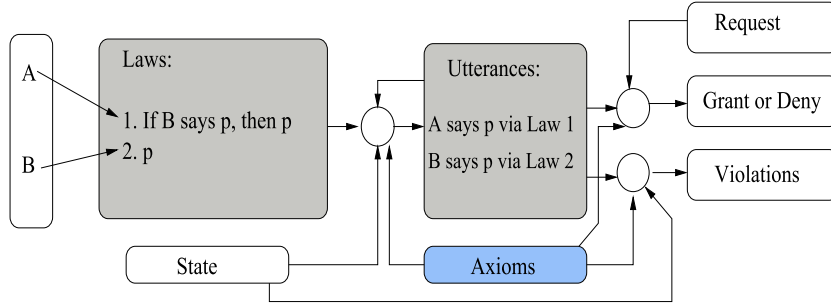 A
B
Laws:
1. If B says p, then p
2. p
Utterances:
A says p via Law 1
B says p via Law 2
Request
Grant or Deny
Violations
State
Axioms